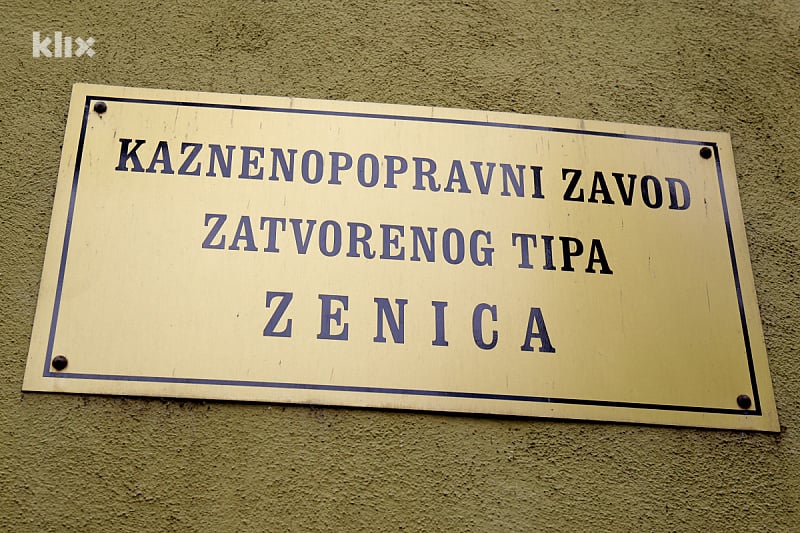 klix
KAZNENOPOPRAVNI ZAVOD
ZATVORENOG TIPA
ZENICA